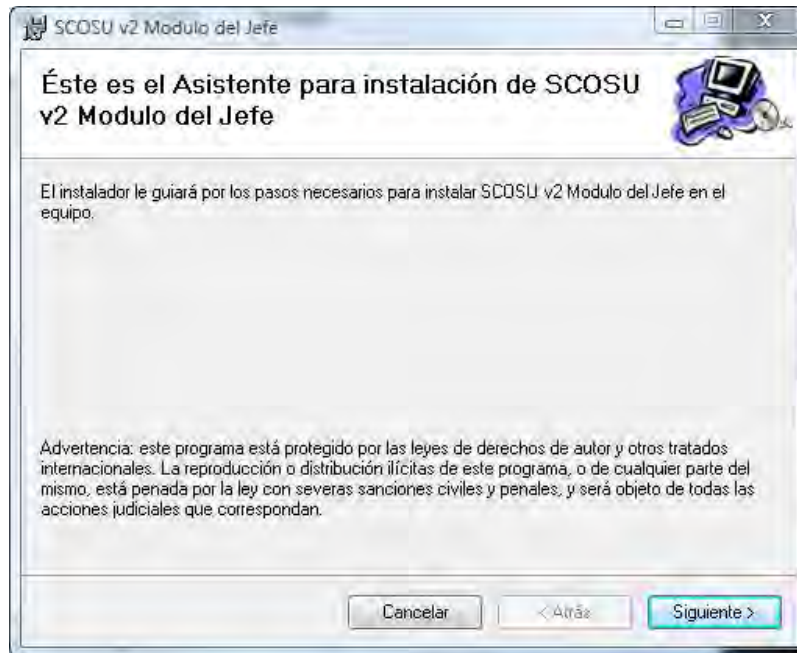 SCOSU v2 Modulo del Jefe
Éste es el Asistente para instalación de SCOSU
v2 Modulo del Jefe
El instalador le guiará por los pasos necesarios para instalar SCOSU v2 Modulo del Jefe en el
equipo.
Advertencia: este programa está protegido por las leyes de derechos de autor y otros tratados
internacionales. La reproducción o distribución ilícitas de este programa, o de cualquier parte del
mismo, está penada por la ley con severas sanciones civiles y penales, y será objeto de todas las
acciones judiciales que correspondan.
Cancelar
< Atrás
Siguiente >